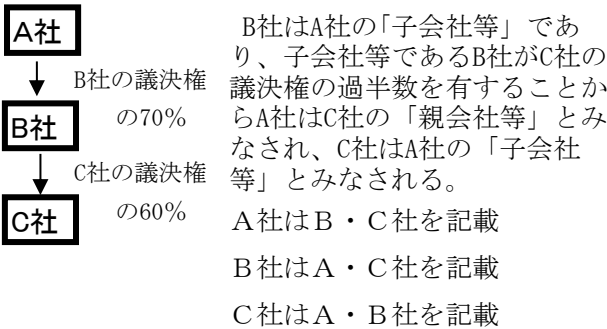 A社
B社の議決権
の70%
B社
C社の議決権
の60%
C社
B社はA社の「子会社等」であ
り、子会社等であるB社がC社の
議決権の過半数を有することか
らA社はC社の「親会社等」とみ
なされ、C社はA社の「子会社
等」とみなされる。
A社はB・C社を記載
B社はA・C社を記載
C社はA・B社を記載